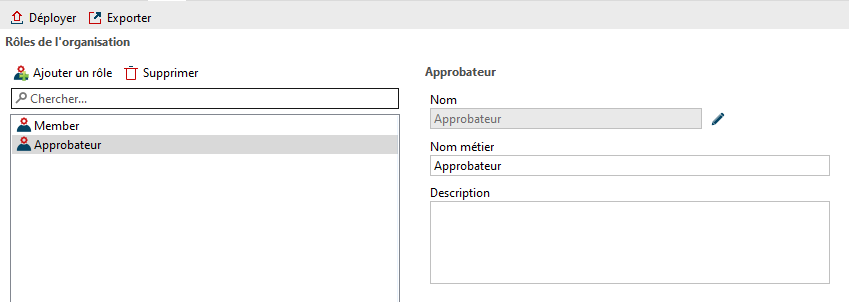 Déployer Exporter
Rôles de l'organisation
Ajouter un rôle Supprimer
Chercher...
Member
Approbateur
Approbateur
Nom
Approbateur
Nom métier
Approbateur
Description